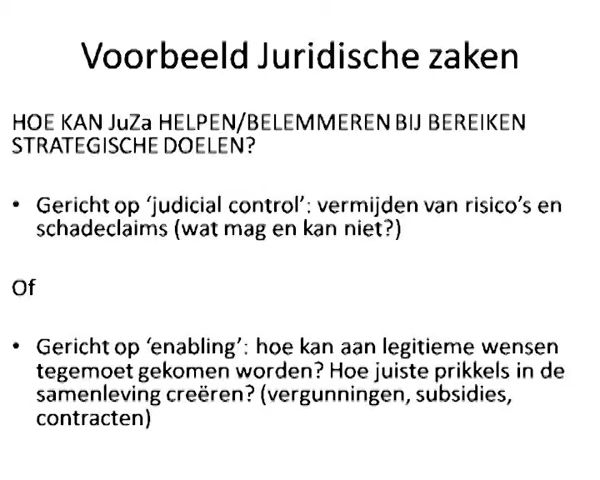 Voorbeeld Juridische zaken
HOE KAN JuZa HELPEN/BELEMMEREN BIJ BEREIKEN
STRATEGISCHE DOELEN?
• Gericht op ‘judicial control’: vermijden van risico’s en
schadeclaims (wat mag en kan niet?)
Of
• Gericht op ‘enabling’: hoe kan aan legitieme wensen
tegemoet gekomen worden? Hoe juiste prikkels in de
samenleving creëren? (vergunningen, subsidies,
contracten)